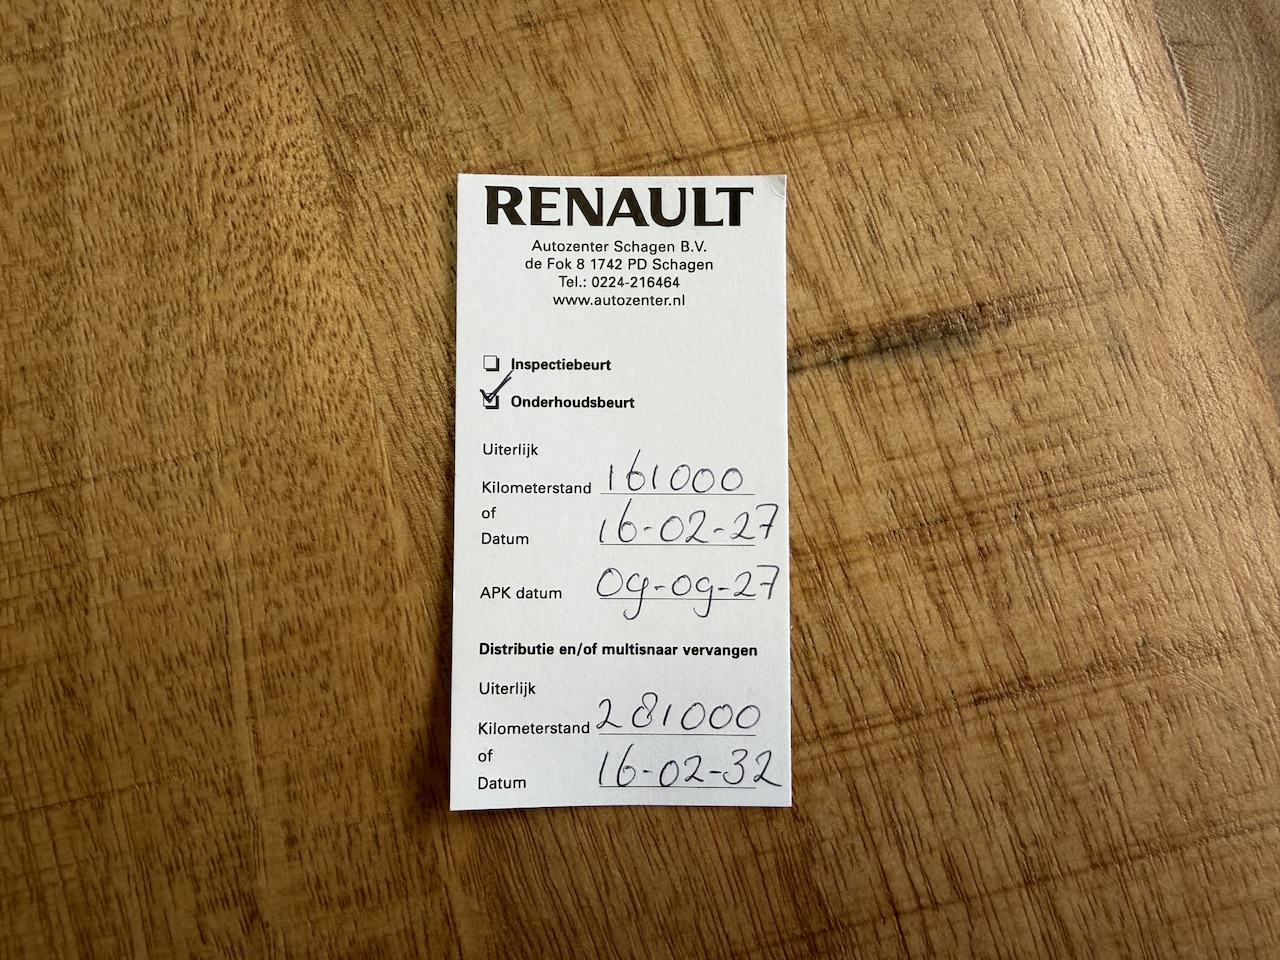 RENAULT
Autozenter Schagen B.V.
de Fok 8 1742 PD Schagen
Tel.: 0224-216464
www.autozenter.nl
Inspectiebeurt
Onderhoudsbeurt
Uiterlijk
Kilometerstand 161000
of
Datum 16-02-27
APK datum 09-09-27
Distributie en/of multisnaar vervangen
Uiterlijk
Kilometerstand 281000
of
Datum 16-02-32